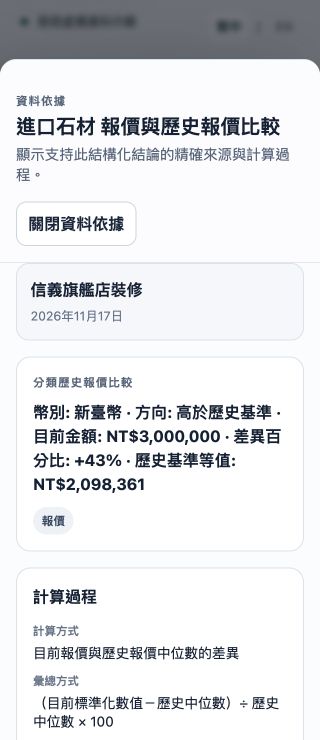 資料依據
進口石材 報價與歷史報價比較
顯示支持此結構化結論的精確來源與計算過
程。
關閉資料依據
信義旗艦店裝修
2026年11月17日
分類歷史報價比較
幣別: 新臺幣 · 方向: 高於歷史基準 ·
目前金額: NT$3,000,000 · 差異百
分比: +43% · 歷史基準等值:
NT$2,098,361
報價
計算過程
計算方式
目前報價與歷史報價中位數的差異
彙總方式
（目前標準化數值－歷史中位數）÷ 歷史
中位數 × 100